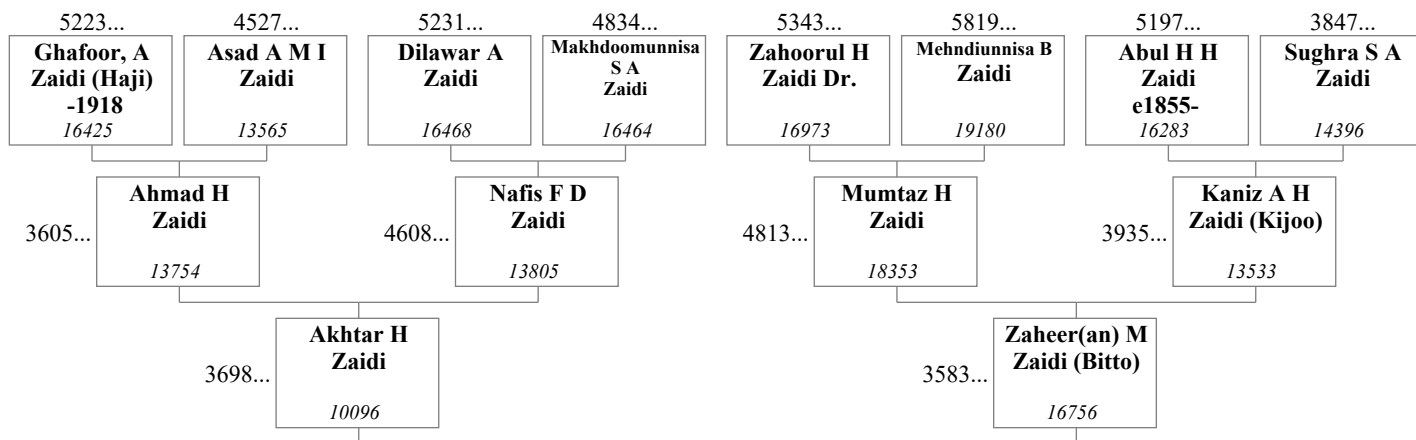 5223...
4527...
5231...
4834...
5343...
5819...
5197...
3847...
Ghafoor, A
Zaidi (Haji)
-1918
16425
Asad A M I
Zaidi
13565
Dilawar A
Zaidi
16468
Makhdoomunnisa
S A
Zaidi
16464
Zahoorul H
Zaidi Dr.
16973
Mehndiunnisa B
Zaidi
19180
Abul H H
Zaidi
e1855-
16283
Sughra S A
Zaidi
14396
3605...
Ahmad H
Zaidi
13754
4608...
Nafis F D
Zaidi
13805
4813...
Mumtaz H
Zaidi
18353
3935...
Kaniz A H
Zaidi (Kijoo)
13533
3698...
Akhtar H
Zaidi
10096
3583...
Zaheer(an) M
Zaidi (Bitto)
16756